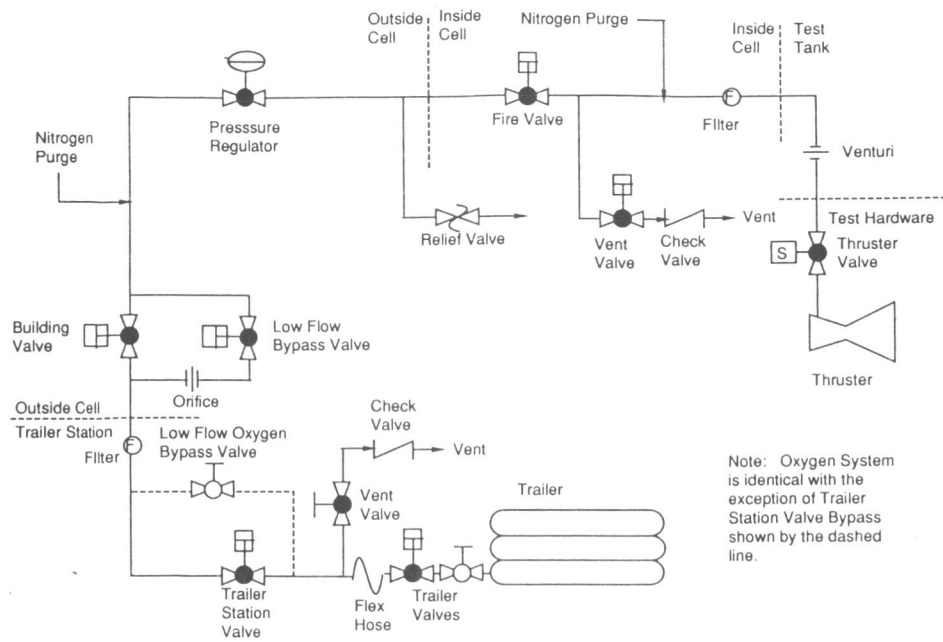 Outside
Cell
Inside
Cell
Nitrogen Purge
Inside
Cell
Test
Tank
Presssure
Regulator
Fire Valve
F
FIlter
Nitrogen
Purge
Venturi
Relief Valve
Vent
Valve
Check
Valve
Vent
Test Hardware
S
Thruster
Valve
Building
Valve
Low Flow
Bypass Valve
Orifice
Thruster
Outside Cell
Trailer Station
F
FIlter
Low Flow Oxygen
Bypass Valve
Check
Valve
Vent
Vent
Valve
Trailer
Note: Oxygen System
is identical with the
exception of Trailer
Station Valve Bypass
shown by the dashed
line.
Trailer
Station
Valve
Flex
Hose
Trailer
Valves